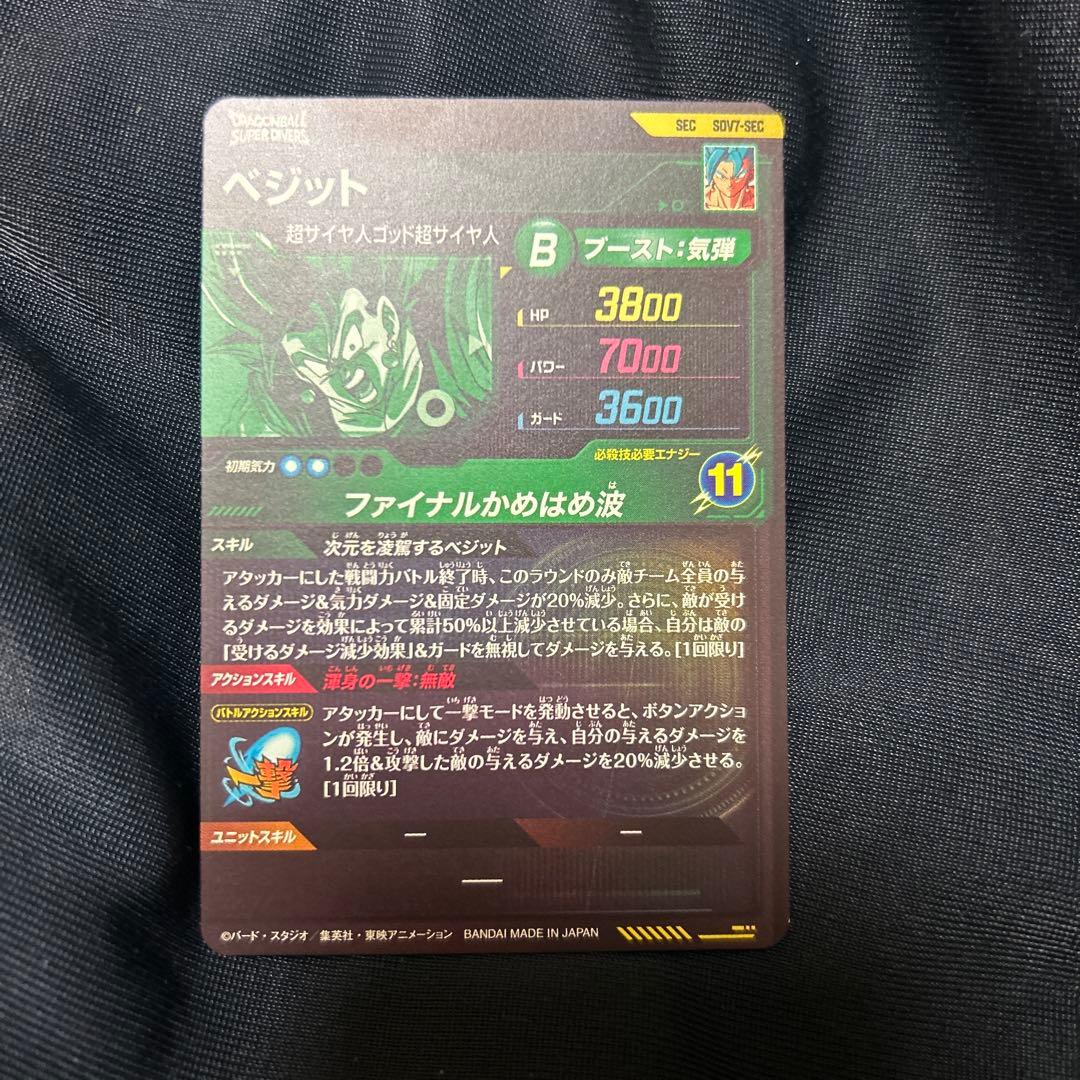 DRAGONBALL
SUPER DIVERS
SEC SDV7-SEC
ベジット
超サイヤ人ゴッド超サイヤ人
B ブースト:気弾
HP 3800
パワー 7000
ガード 3600
初期気力
必殺技必要エナジー
11
ファイナルかめはめ波
スキル 次元を凌駕するベジット
アタッカーにした戦闘力バトル終了時、このラウンドのみ敵チーム全員の与
えるダメージ&気力ダメージ&固定ダメージが20%減少。さらに、敵が受け
るダメージを効果によって累計50%以上減少させている場合、自分は敵の
「受けるダメージ減少効果」&ガードを無視してダメージを与える。[1回限り]
アクションスキル 渾身の一撃:無敵
バトルアクションスキル
アタッカーにして一撃モードを発動させると、ボタンアクショ
ンが発生し、敵にダメージを与え、自分の与えるダメージを
1.2倍&攻撃した敵の与えるダメージを20%減少させる。
[1回限り]
一撃
ユニットスキル ー ー
ー
©バード・スタジオ/集英社・東映アニメーション BANDAI MADE IN JAPAN